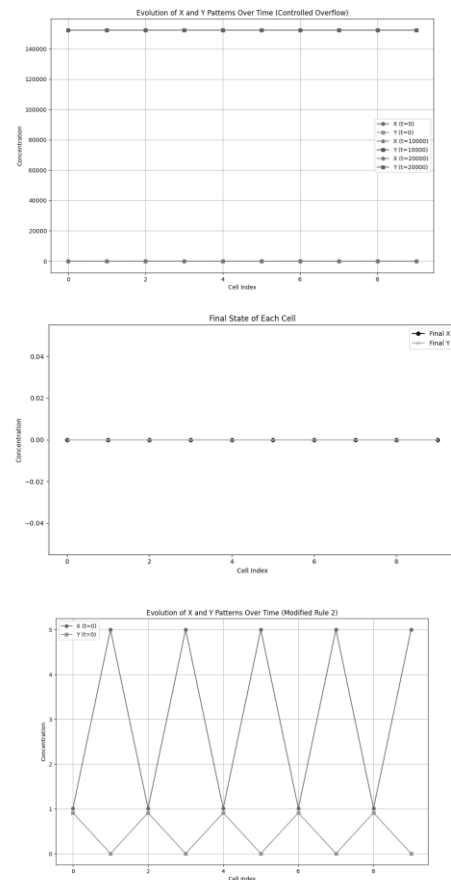 Evolution of X and Y Patterns Over Time (Controlled Overflow)
140000
120000
100000
80000
60000
40000
20000
0
Concentration
X (t=0)
Y (t=0)
X (t=10000)
Y (t=10000)
X (t=20000)
Y (t=20000)
0 2 4 6 8
Cell Index
Final State of Each Cell
Final X
Final Y
0.04
0.02
0.00
−0.02
−0.04
Concentration
0 2 4 6 8
Cell Index
Evolution of X and Y Patterns Over Time (Modified Rule 2)
X (t=0)
Y (t=0)
5
4
3
2
1
0
Concentration
0 2 4 6 8
Cell Index